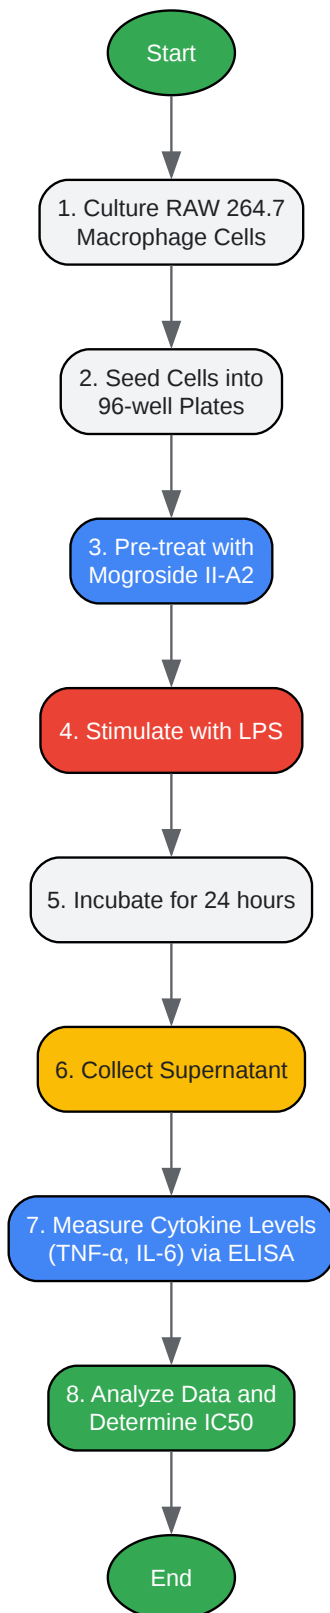 Start
1. Culture RAW 264.7
Macrophage Cells
2. Seed Cells into
96-well Plates
3. Pre-treat with
Mogroside II-A2
4. Stimulate with LPS
5. Incubate for 24 hours
6. Collect Supernatant
7. Measure Cytokine Levels
(TNF-α, IL-6) via ELISA
8. Analyze Data and
Determine IC50
End